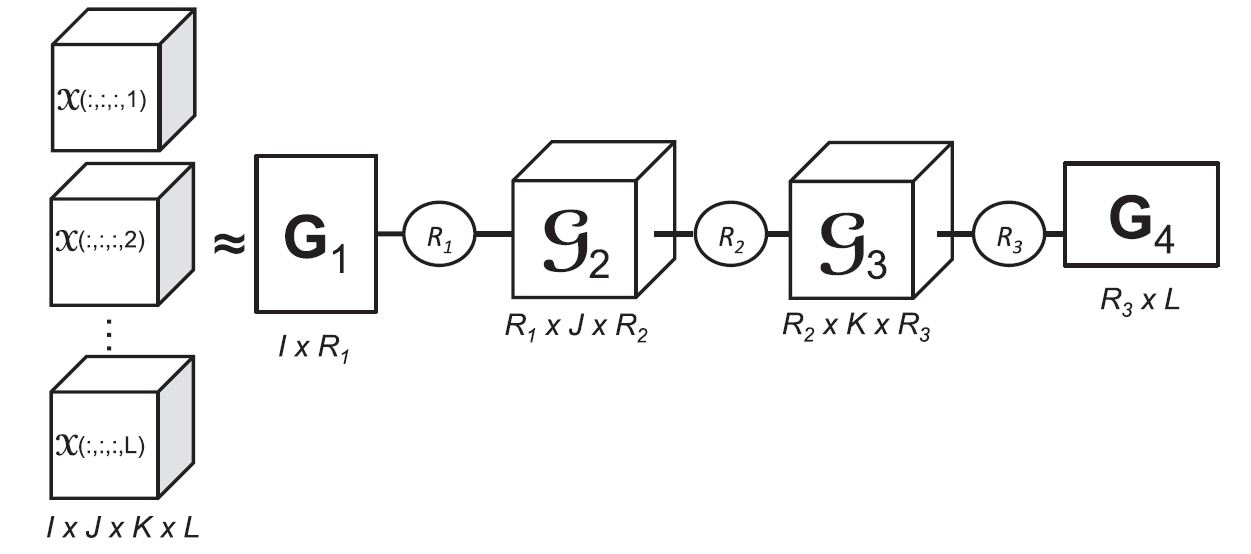 𝒳(:,:,:,1)
𝒳(:,:,:,2)
⋮
𝒳(:,:,:,L)
I x J x K x L
≈
G₁
I x R₁
R₁
𝒢₂
R₁ x J x R₂
R₂
𝒢₃
R₂ x K x R₃
R₃
G₄
R₃ x L